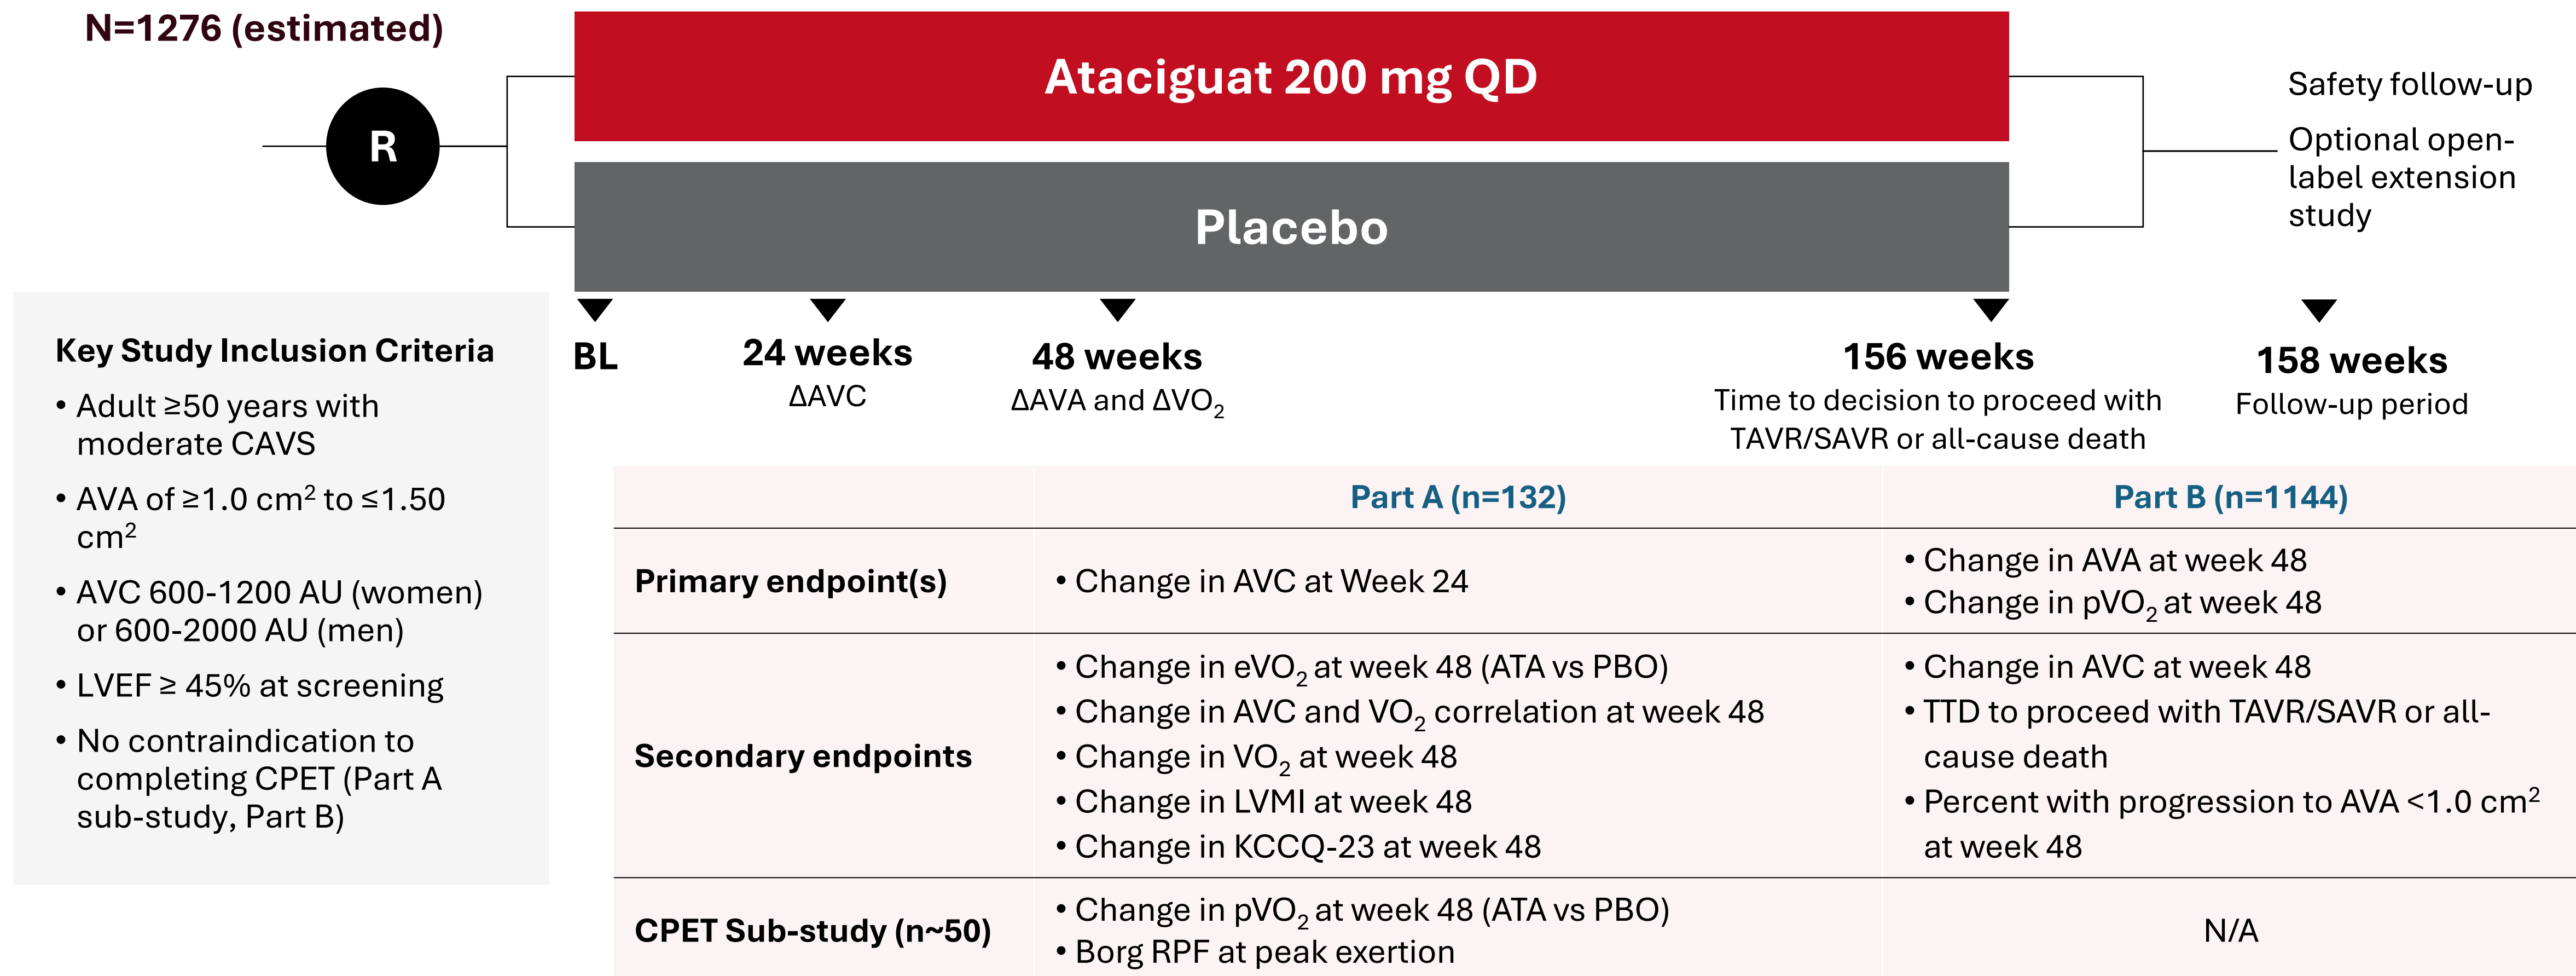 N=1276 (estimated)
R
Ataciguat 200 mg QD
Placebo
Safety follow-up
Optional open-
label extension
study
BL
24 weeks
ΔAVC
48 weeks
ΔAVA and ΔVO₂
156 weeks
Time to decision to proceed with
TAVR/SAVR or all-cause death
158 weeks
Follow-up period
Key Study Inclusion Criteria
• Adult ≥50 years with
moderate CAVS
• AVA of ≥1.0 cm² to ≤1.50
cm²
• AVC 600-1200 AU (women)
or 600-2000 AU (men)
• LVEF ≥ 45% at screening
• No contraindication to
completing CPET (Part A
sub-study, Part B)
Part A (n=132)
Part B (n=1144)
Primary endpoint(s)
• Change in AVC at Week 24
• Change in AVA at week 48
• Change in pVO₂ at week 48
Secondary endpoints
• Change in eVO₂ at week 48 (ATA vs PBO)
• Change in AVC and VO₂ correlation at week 48
• Change in VO₂ at week 48
• Change in LVMI at week 48
• Change in KCCQ-23 at week 48
• Change in AVC at week 48
• TTD to proceed with TAVR/SAVR or all-
cause death
• Percent with progression to AVA <1.0 cm²
at week 48
CPET Sub-study (n~50)
• Change in pVO₂ at week 48 (ATA vs PBO)
• Borg RPF at peak exertion
N/A